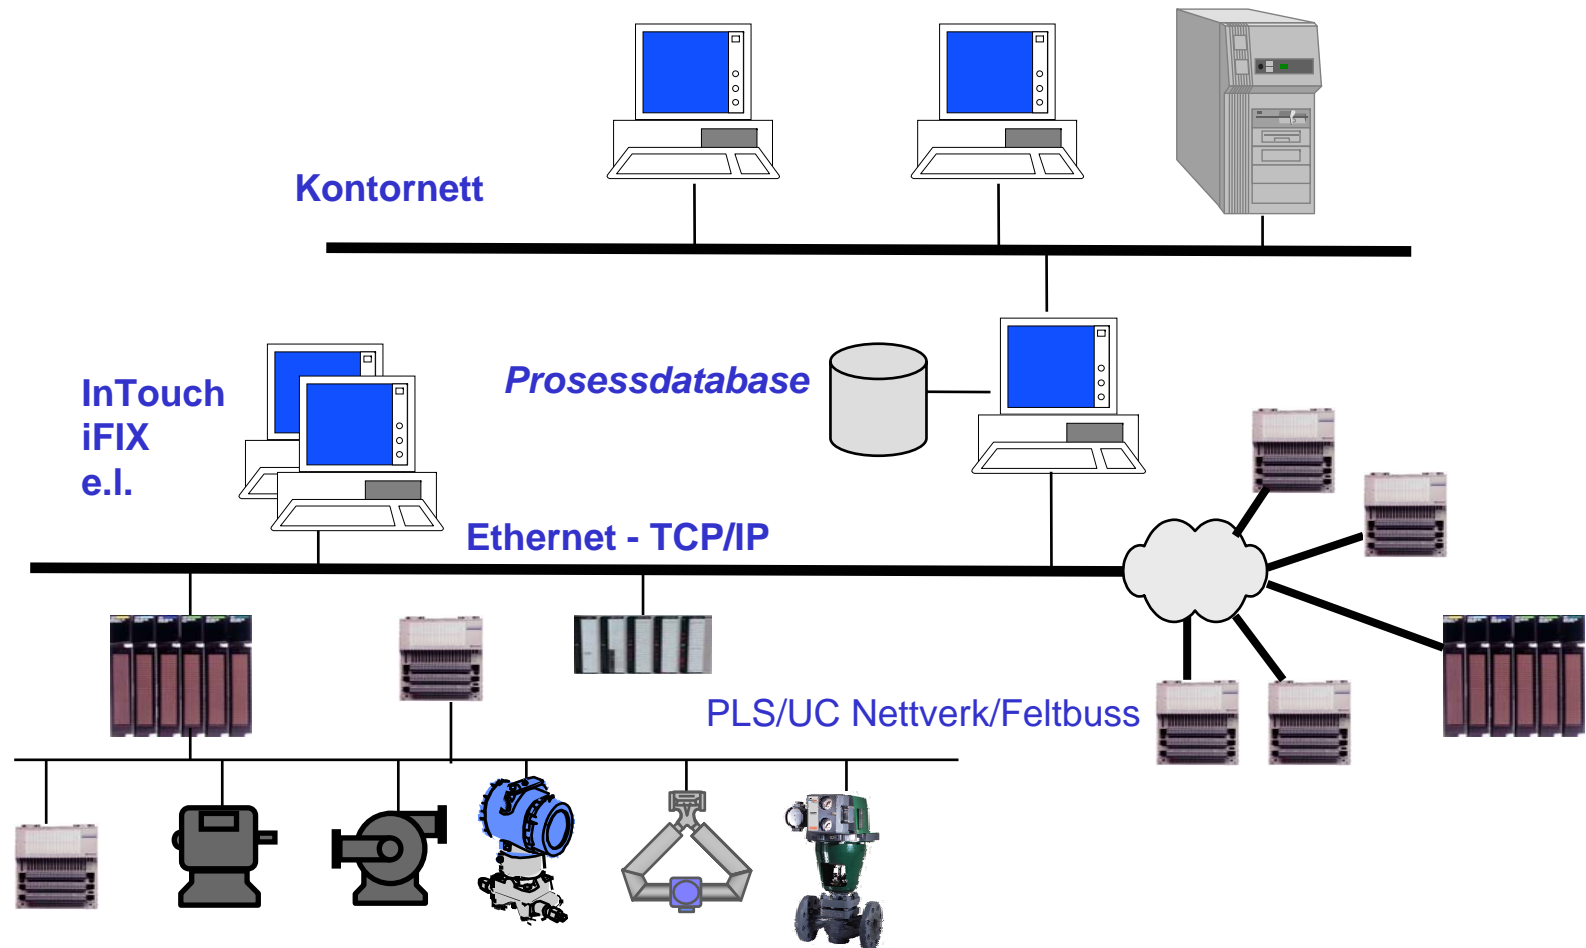 Kontornett
InTouch
iFIX
e.l.
Prosessdatabase
Ethernet - TCP/IP
PLS/UC Nettverk/Feltbuss